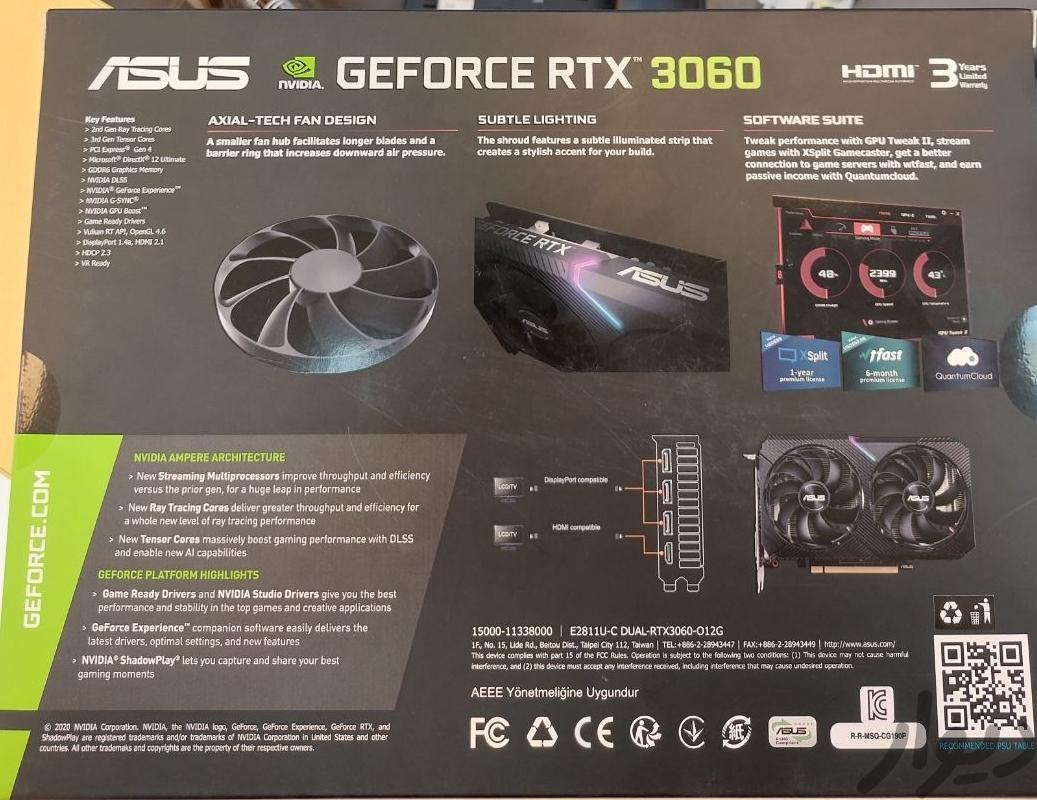 ASUS NVIDIA. GEFORCE RTX™ 3060
HDMI™ 3 Years Limited Warranty
Key Features
> 2nd Gen Ray Tracing Cores
> 3rd Gen Tensor Cores
> PCI Express® Gen 4
> Microsoft® DirectX® 12 Ultimate
> GDDR6 Graphics Memory
> NVIDIA DLSS
> NVIDIA® GeForce Experience™
> NVIDIA G-SYNC®
> NVIDIA GPU Boost™
> Game Ready Drivers
> Vulkan RT API, OpenGL 4.6
> DisplayPort 1.4a, HDMI 2.1
> HDCP 2.3
> VR Ready
AXIAL-TECH FAN DESIGN
A smaller fan hub facilitates longer blades and a
barrier ring that increases downward air pressure.
SUBTLE LIGHTING
The shroud features a subtle illuminated strip that
creates a stylish accent for your build.
GEFORCE RTX
ASUS
SOFTWARE SUITE
Tweak performance with GPU Tweak II, stream
games with XSplit Gamecaster, get a better
connection to game servers with wtfast, and earn
passive income with Quantumcloud.
Gaming Mode
48% 2399 43°
GPU Tweak II
XSplit
1-year
premium license
wtfast
6-month
premium license
QuantumCloud
GEFORCE.COM
NVIDIA AMPERE ARCHITECTURE
> New Streaming Multiprocessors improve throughput and efficiency
versus the prior gen, for a huge leap in performance
> New Ray Tracing Cores deliver greater throughput and efficiency for
a whole new level of ray tracing performance
> New Tensor Cores massively boost gaming performance with DLSS
and enable new AI capabilities
GEFORCE PLATFORM HIGHLIGHTS
> Game Ready Drivers and NVIDIA Studio Drivers give you the best
performance and stability in the top games and creative applications
> GeForce Experience™ companion software easily delivers the
latest drivers, optimal settings, and new features
> NVIDIA® ShadowPlay® lets you capture and share your best
gaming moments
LCD/TV DisplayPort compatible
LCD/TV HDMI compatible
ASUS ASUS
ASUS
15000-11338000 | E2811U-C DUAL-RTX3060-O12G
1F, No. 15, Lide Rd., Beitou Dist., Taipei City 112, Taiwan | TEL:+886-2-28943447 | FAX:+886-2-28943449 | http://www.asus.com/
This device complies with part 15 of the FCC Rules. Operation is subject to the following two conditions: (1) This device may not cause harmful
interference, and (2) this device must accept any interference received, including interference that may cause undesired operation.
AEEE Yönetmeliğine Uygundur
FC CE 紙 ASUS
R-R-MSQ-CG190P
RECOMMENDED PSU TABLE
© 2020 NVIDIA Corporation. NVIDIA, the NVIDIA logo, GeForce, GeForce Experience, GeForce RTX, and
ShadowPlay are registered trademarks and/or trademarks of NVIDIA Corporation in United States and other
countries. All other trademaks and copyrights are the property of their respective owners.
دیوار